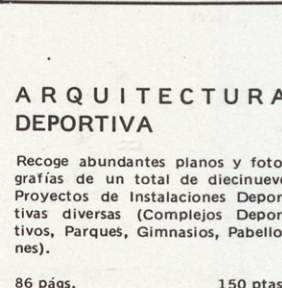 ARQUITECTURA
DEPORTIVA
Recoge abundantes planos y foto-
grafías de un total de diecinueve
Proyectos de Instalaciones Depor-
tivas diversas (Complejos Depor-
tivos, Parques, Gimnasios, Pabello-
nes).
86 págs. 150 ptas